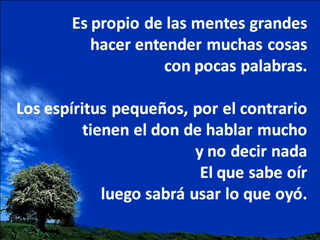 Es propio de las mentes grandes
hacer entender muchas cosas
con pocas palabras.
Los espíritus pequeños, por el contrario
tienen el don de hablar mucho
y no decir nada
El que sabe oír
luego sabrá usar lo que oyó.